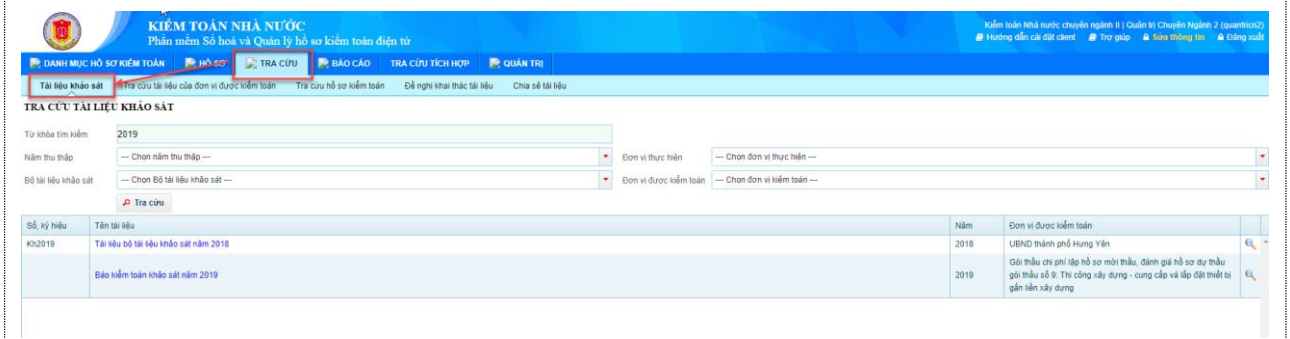 KIỂM TOÁN NHÀ NƯỚC
Phần mềm Số hoá và Quản lý hồ sơ kiểm toán điện tử
Kiểm toán Nhà nước chuyên ngành II | Quản trị Chuyên Ngành 2 (quantricn2)
Hướng dẫn cài đặt client Trợ giúp Sửa thông tin Đăng xuất
DANH MỤC HỒ SƠ KIỂM TOÁN HỒ SƠ TRA CỨU BÁO CÁO TRA CỨU TÍCH HỢP QUẢN TRỊ
Tài liệu khảo sát Tra cứu tài liệu của đơn vị được kiểm toán Tra cứu hồ sơ kiểm toán Đề nghị khai thác tài liệu Chia sẻ tài liệu
TRA CỨU TÀI LIỆU KHẢO SÁT
Từ khóa tìm kiếm 2019
Năm thu thập --- Chọn năm thu thập --- Đơn vị thực hiện --- Chọn đơn vị thực hiện ---
Bộ tài liệu khảo sát --- Chọn Bộ tài liệu khảo sát --- Đơn vị được kiểm toán --- Chọn đơn vị kiểm toán ---
Tra cứu
Số, ký hiệu Tên tài liệu Năm Đơn vị được kiểm toán
Kh2019 Tài liệu bộ tài liệu khảo sát năm 2018 2018 UBND thành phố Hưng Yên
Báo kiểm toán khảo sát năm 2019 2019 Gói thầu chi phí lập hồ sơ mời thầu, đánh giá hồ sơ dự thầu
gói thầu số 9: Thi công xây dựng - cung cấp và lắp đặt thiết bị
gắn liền xây dựng